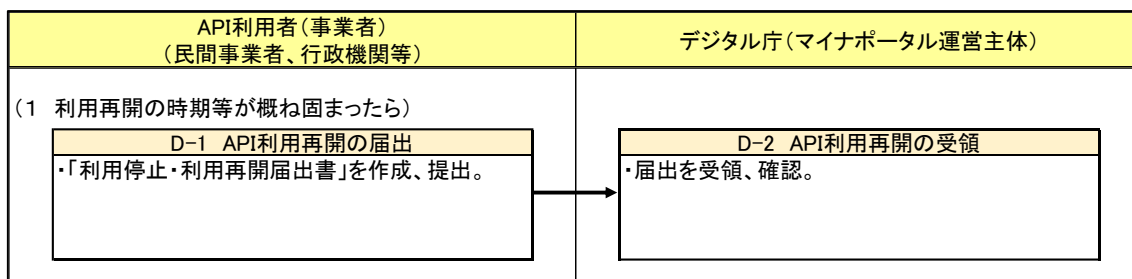 API利用者（事業者）
（民間事業者、行政機関等）
デジタル庁（マイナポータル運営主体）
（１　利用再開の時期等が概ね固まったら）
D-1　API利用再開の届出
・「利用停止・利用再開届出書」を作成、提出。
D-2　API利用再開の受領
・届出を受領、確認。